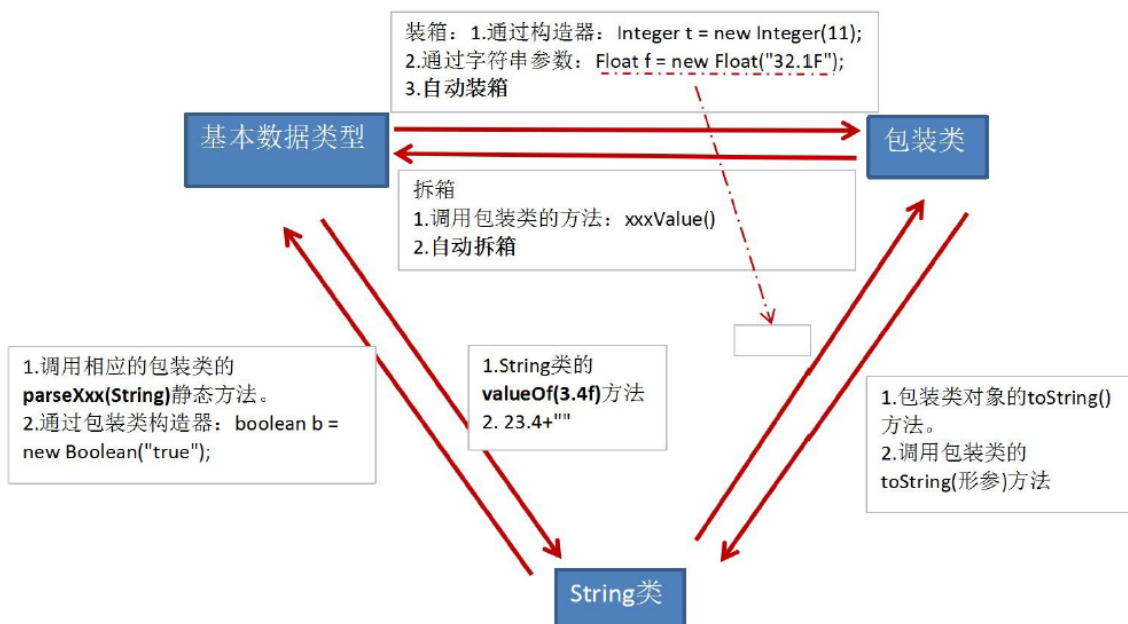 装箱：1.通过构造器：Integer t = new Integer(11);
2.通过字符串参数：Float f = new Float("32.1F");
3.自动装箱
基本数据类型
包装类
拆箱
1.调用包装类的方法：xxxValue()
2.自动拆箱
1.调用相应的包装类的
parseXxx(String)静态方法。
2.通过包装类构造器：boolean b =
new Boolean("true");
1.String类的
valueOf(3.4f)方法
2. 23.4+""
1.包装类对象的toString()
方法。
2.调用包装类的
toString(形参)方法
String类